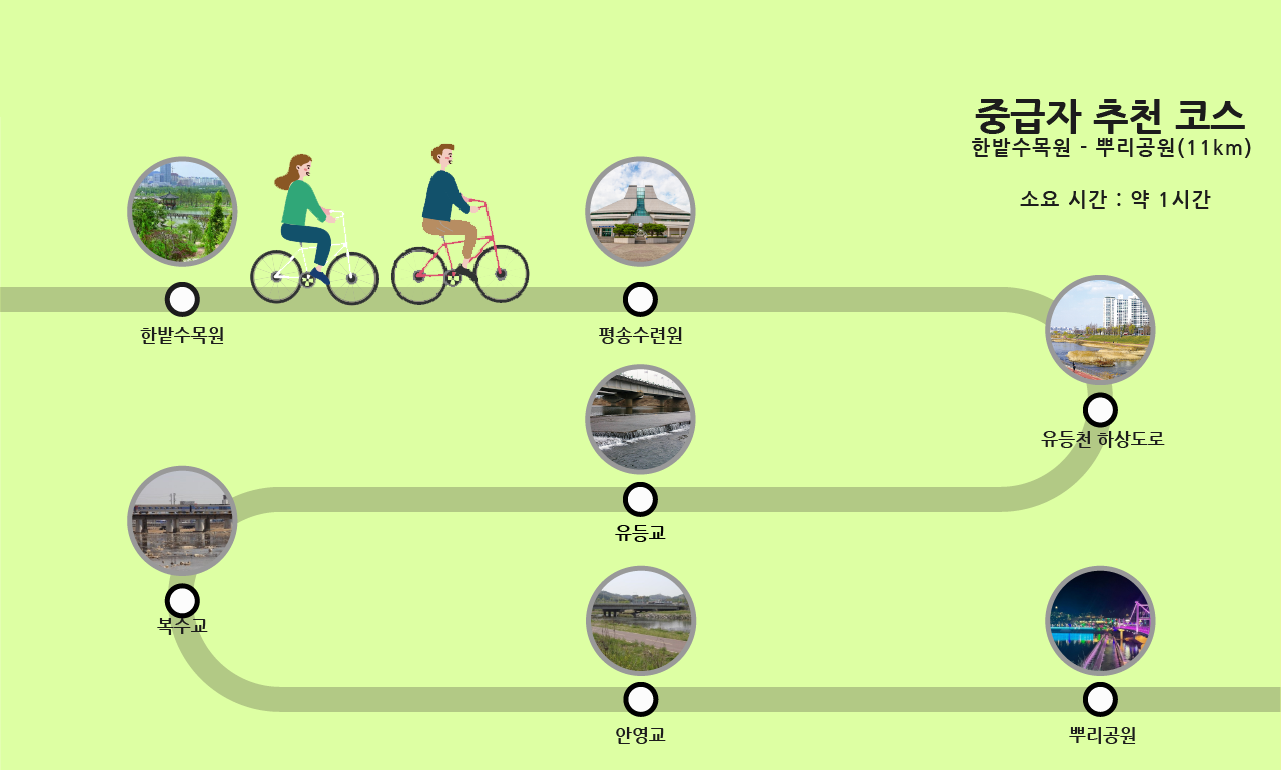 중급자 추천 코스
한밭수목원 - 뿌리공원(11km)
소요 시간 : 약 1시간
한밭수목원
평송수련원
유등천 하상도로
유등교
복수교
안영교
뿌리공원